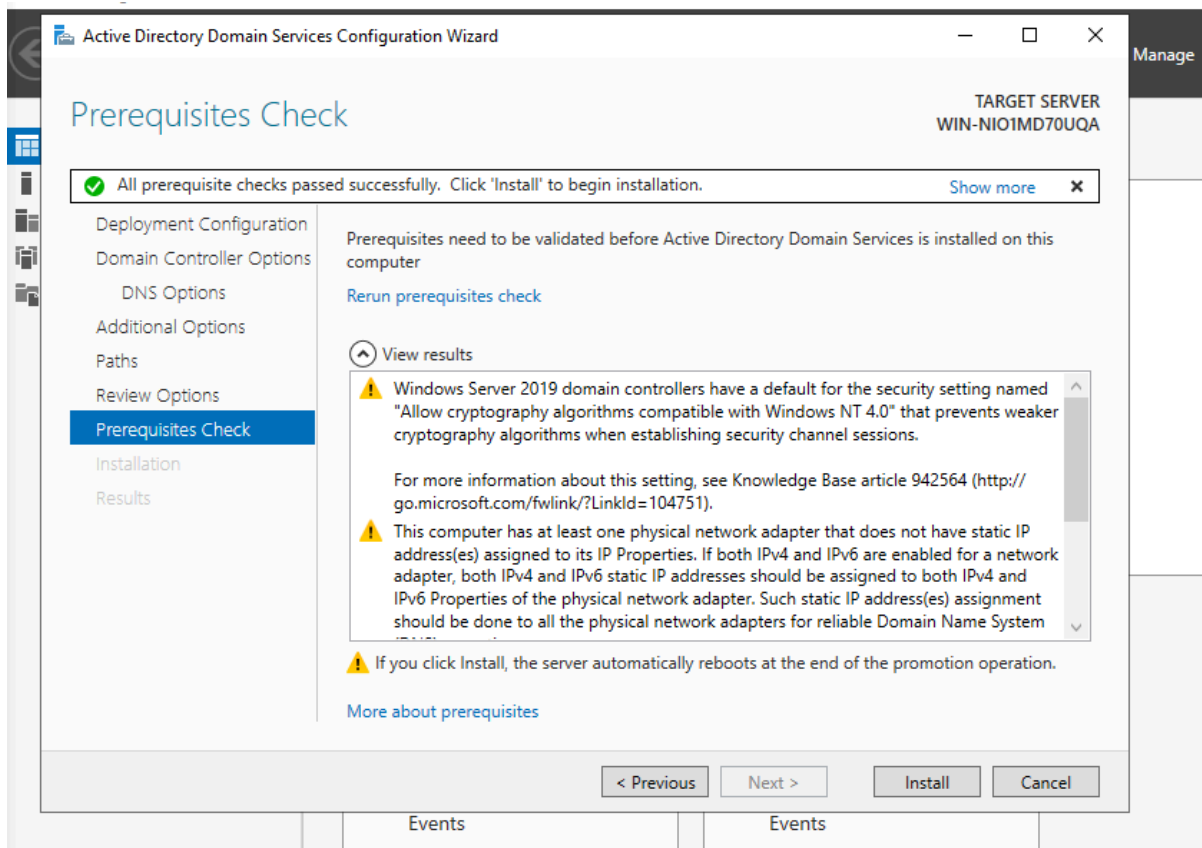 Active Directory Domain Services Configuration Wizard
Manage
Prerequisites Check
TARGET SERVER
WIN-NIO1MD70UQA
All prerequisite checks passed successfully.  Click 'Install' to begin installation.
Show more
Deployment Configuration
Domain Controller Options
DNS Options
Additional Options
Paths
Review Options
Prerequisites Check
Installation
Results
Prerequisites need to be validated before Active Directory Domain Services is installed on this
computer
Rerun prerequisites check
View results
Windows Server 2019 domain controllers have a default for the security setting named
"Allow cryptography algorithms compatible with Windows NT 4.0" that prevents weaker
cryptography algorithms when establishing security channel sessions.
For more information about this setting, see Knowledge Base article 942564 (http://
go.microsoft.com/fwlink/?LinkId=104751).
This computer has at least one physical network adapter that does not have static IP
address(es) assigned to its IP Properties. If both IPv4 and IPv6 are enabled for a network
adapter, both IPv4 and IPv6 static IP addresses should be assigned to both IPv4 and
IPv6 Properties of the physical network adapter. Such static IP address(es) assignment
should be done to all the physical network adapters for reliable Domain Name System
If you click Install, the server automatically reboots at the end of the promotion operation.
More about prerequisites
< Previous
Next >
Install
Cancel
Events
Events